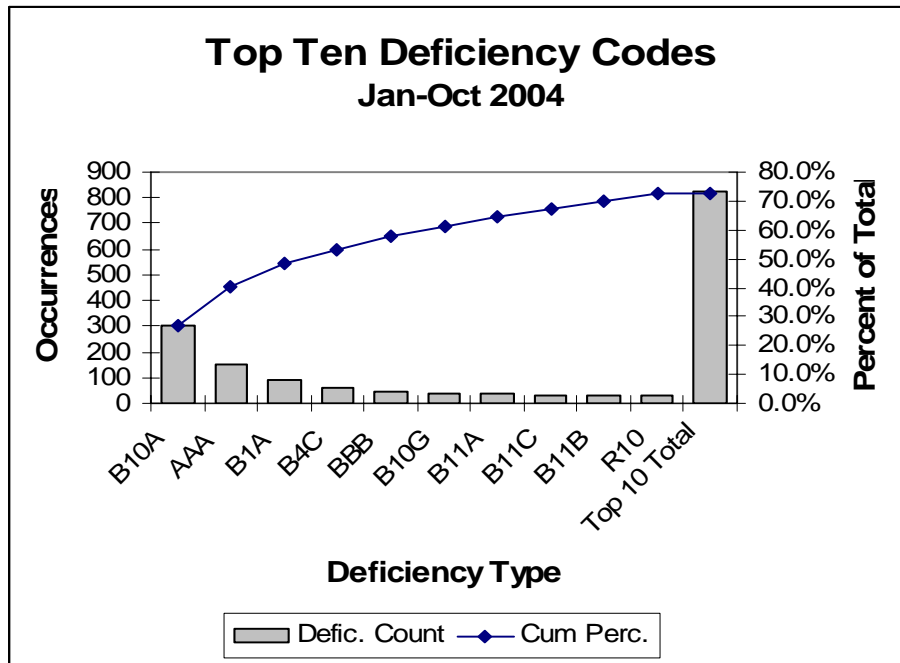 Top Ten Deficiency Codes
Jan-Oct 2004
Occurrences
900
800
700
600
500
400
300
200
100
0
80.0%
70.0%
60.0%
50.0%
40.0%
30.0%
20.0%
10.0%
0.0%
Percent of Total
B10A
AAA
B1A
B4C
BBB
B10G
B11A
B11C
B11B
R10
Top 10 Total
Deficiency Type
Defic. Count
Cum Perc.